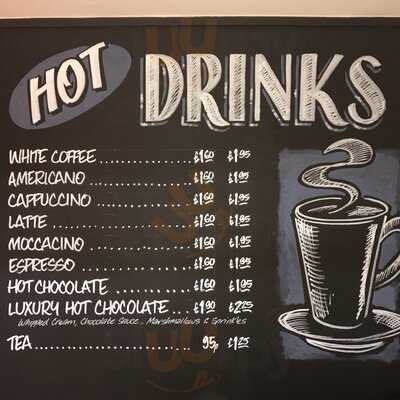 HOT DRINKS
WHITE COFFEE .............. £1.60 £1.95
AMERICANO ................ £1.60 £1.95
CAPPUCCINO ............... £1.60 £1.95
LATTE ..................... £1.60 £1.95
MOCCACINO ............... £1.60 £1.95
ESPRESSO ................. £1.60 £1.95
HOT CHOCOLATE ........... £1.60 £1.95
LUXURY HOT CHOCOLATE .. £1.90 £2.25
Whipped Cream, Chocolate Sauce, Marshmallows & Sprinkles
TEA........................ 95p £1.25